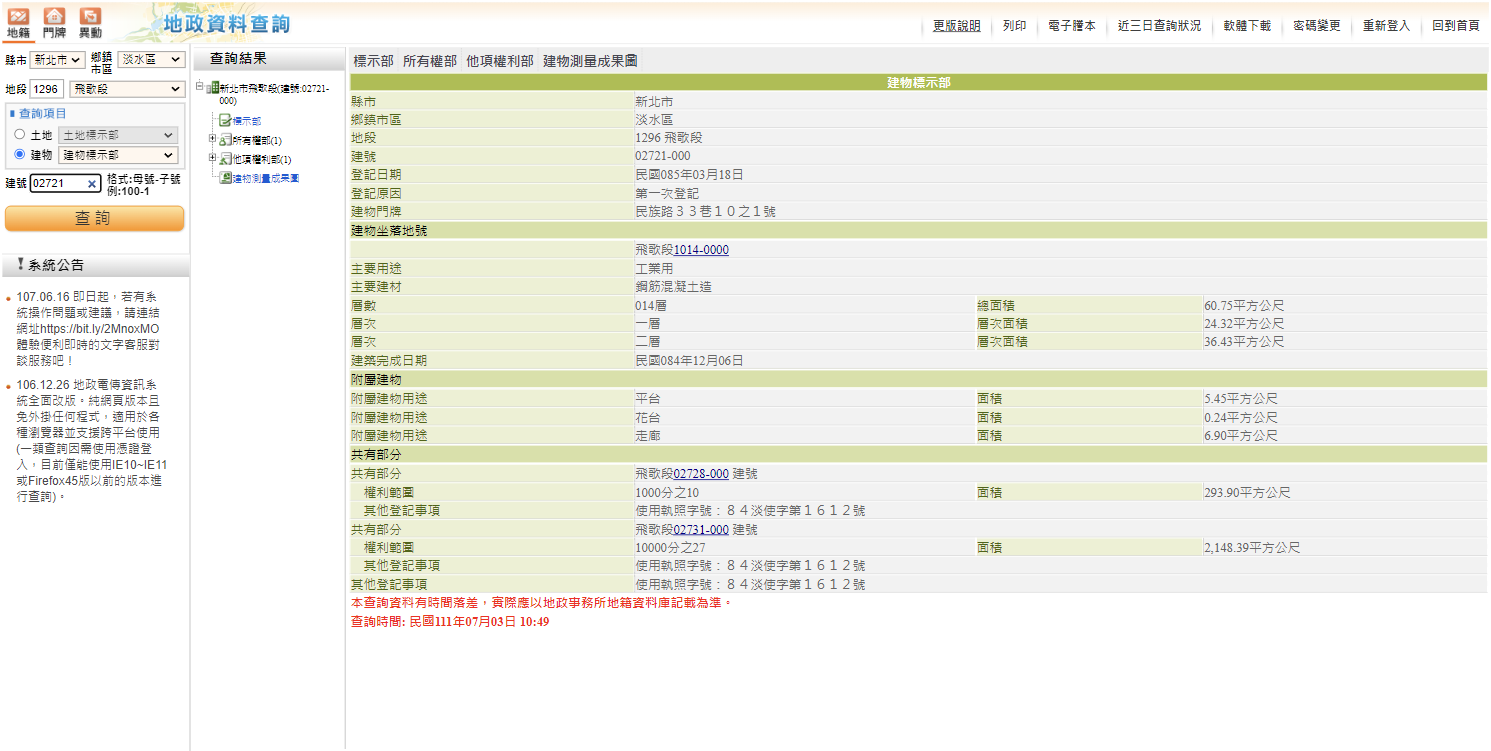 地籍 門牌 異動 地政資料查詢 更版說明 列印 電子謄本 近三日查詢狀況 軟體下載 密碼變更 重新登入 回到首頁
縣市 新北市 鄉鎮市區 淡水區
地段 1296 飛歌段
查詢項目
土地 土地標示部
建物 建物標示部
建號 02721 格式:母號-子號
例:100-1
查 詢
系統公告
107.06.16 即日起，若有系
統操作問題或建議，請連結
網址https://bit.ly/2MnoxMO
體驗便利即時的文字客服對
談服務吧！
106.12.26 地政電傳資訊系
統全面改版。純網頁版本且
免外掛任何程式，適用於各
種瀏覽器並支援跨平台使用
(一類查詢因需使用憑證登
入，目前僅能使用IE10~IE11
或Firefox45版以前的版本進
行查詢)。
查詢結果
新北市飛歌段(建號:02721-
000)
標示部
所有權部(1)
他項權利部(1)
建物測量成果圖
標示部 所有權部 他項權利部 建物測量成果圖
建物標示部
縣市 新北市
鄉鎮市區 淡水區
地段 1296 飛歌段
建號 02721-000
登記日期 民國085年03月18日
登記原因 第一次登記
建物門牌 民族路３３巷１０之１號
建物坐落地號
飛歌段1014-0000
主要用途 工業用
主要建材 鋼筋混凝土造
層數 014層 總面積 60.75平方公尺
層次 一層 層次面積 24.32平方公尺
層次 二層 層次面積 36.43平方公尺
建築完成日期 民國084年12月06日
附屬建物
附屬建物用途 平台 面積 5.45平方公尺
附屬建物用途 花台 面積 0.24平方公尺
附屬建物用途 走廊 面積 6.90平方公尺
共有部分
共有部分 飛歌段02728-000 建號
權利範圍 1000分之10 面積 293.90平方公尺
其他登記事項 使用執照字號：８４淡使字第１６１２號
共有部分 飛歌段02731-000 建號
權利範圍 10000分之27 面積 2,148.39平方公尺
其他登記事項 使用執照字號：８４淡使字第１６１２號
其他登記事項 使用執照字號：８４淡使字第１６１２號
本查詢資料有時間落差，實際應以地政事務所地籍資料庫記載為準。
查詢時間: 民國111年07月03日 10:49